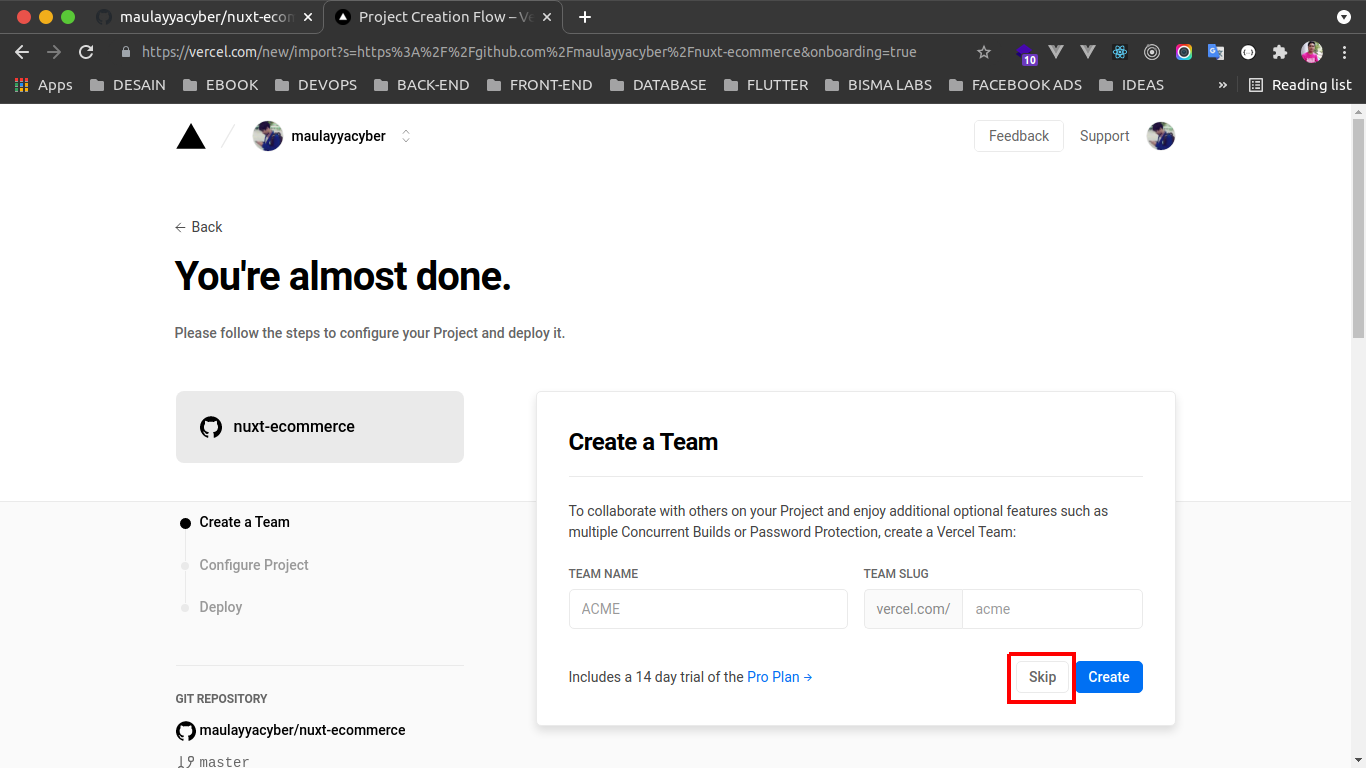 maulayyacyber/nuxt-econ
Project Creation Flow – Ve
https://vercel.com/new/import?s=https%3A%2F%2Fgithub.com%2Fmaulayyacyber%2Fnuxt-ecommerce&onboarding=true
10
Apps
DESAIN
EBOOK
DEVOPS
BACK-END
FRONT-END
DATABASE
FLUTTER
BISMA LABS
FACEBOOK ADS
IDEAS
»
Reading list
maulayyacyber
Feedback
Support
← Back
You're almost done.
Please follow the steps to configure your Project and deploy it.
nuxt-ecommerce
Create a Team
Configure Project
Deploy
GIT REPOSITORY
maulayyacyber/nuxt-ecommerce
master
Create a Team
To collaborate with others on your Project and enjoy additional optional features such as
multiple Concurrent Builds or Password Protection, create a Vercel Team:
TEAM NAME
ACME
TEAM SLUG
vercel.com/
acme
Includes a 14 day trial of the Pro Plan →
Skip
Create